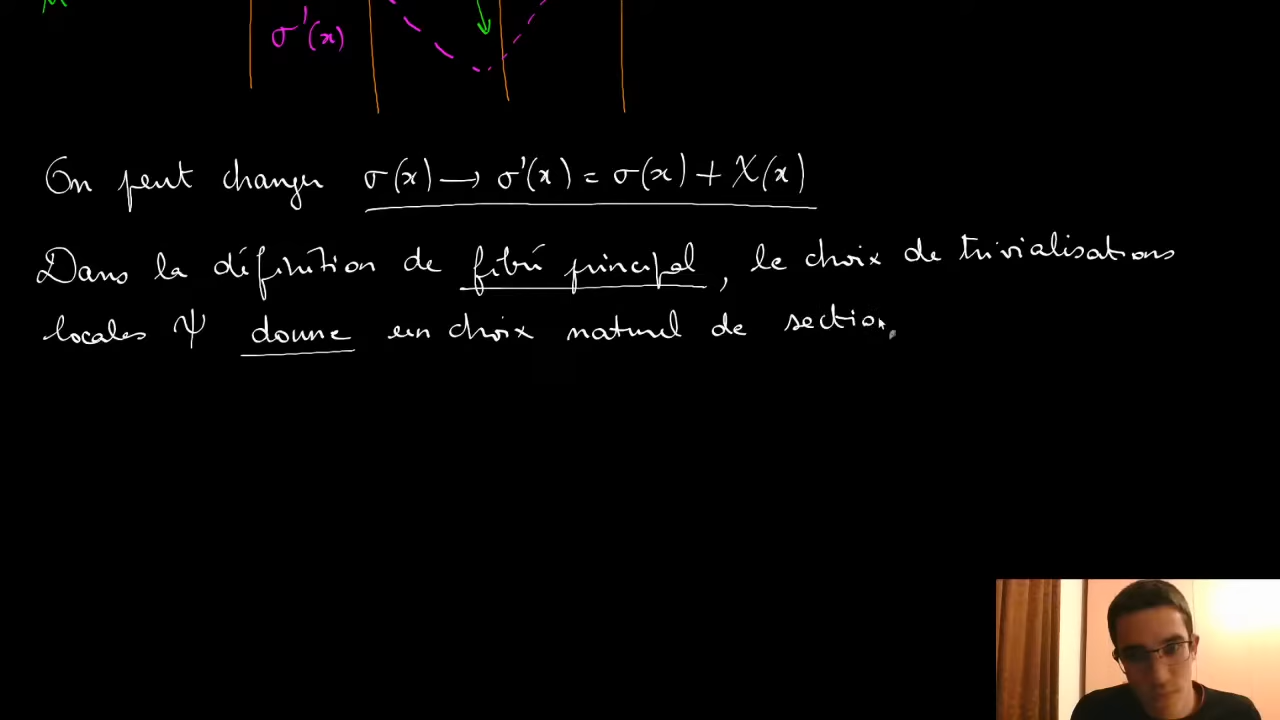 σ'(x)
On peut changer σ(x) → σ'(x) = σ(x) + χ(x)
Dans la définition de fibré principal, le choix de trivialisations
locales Ψ donne un choix naturel de section